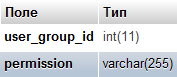 Поле Тип
user_group_id int(11)
permission varchar(255)